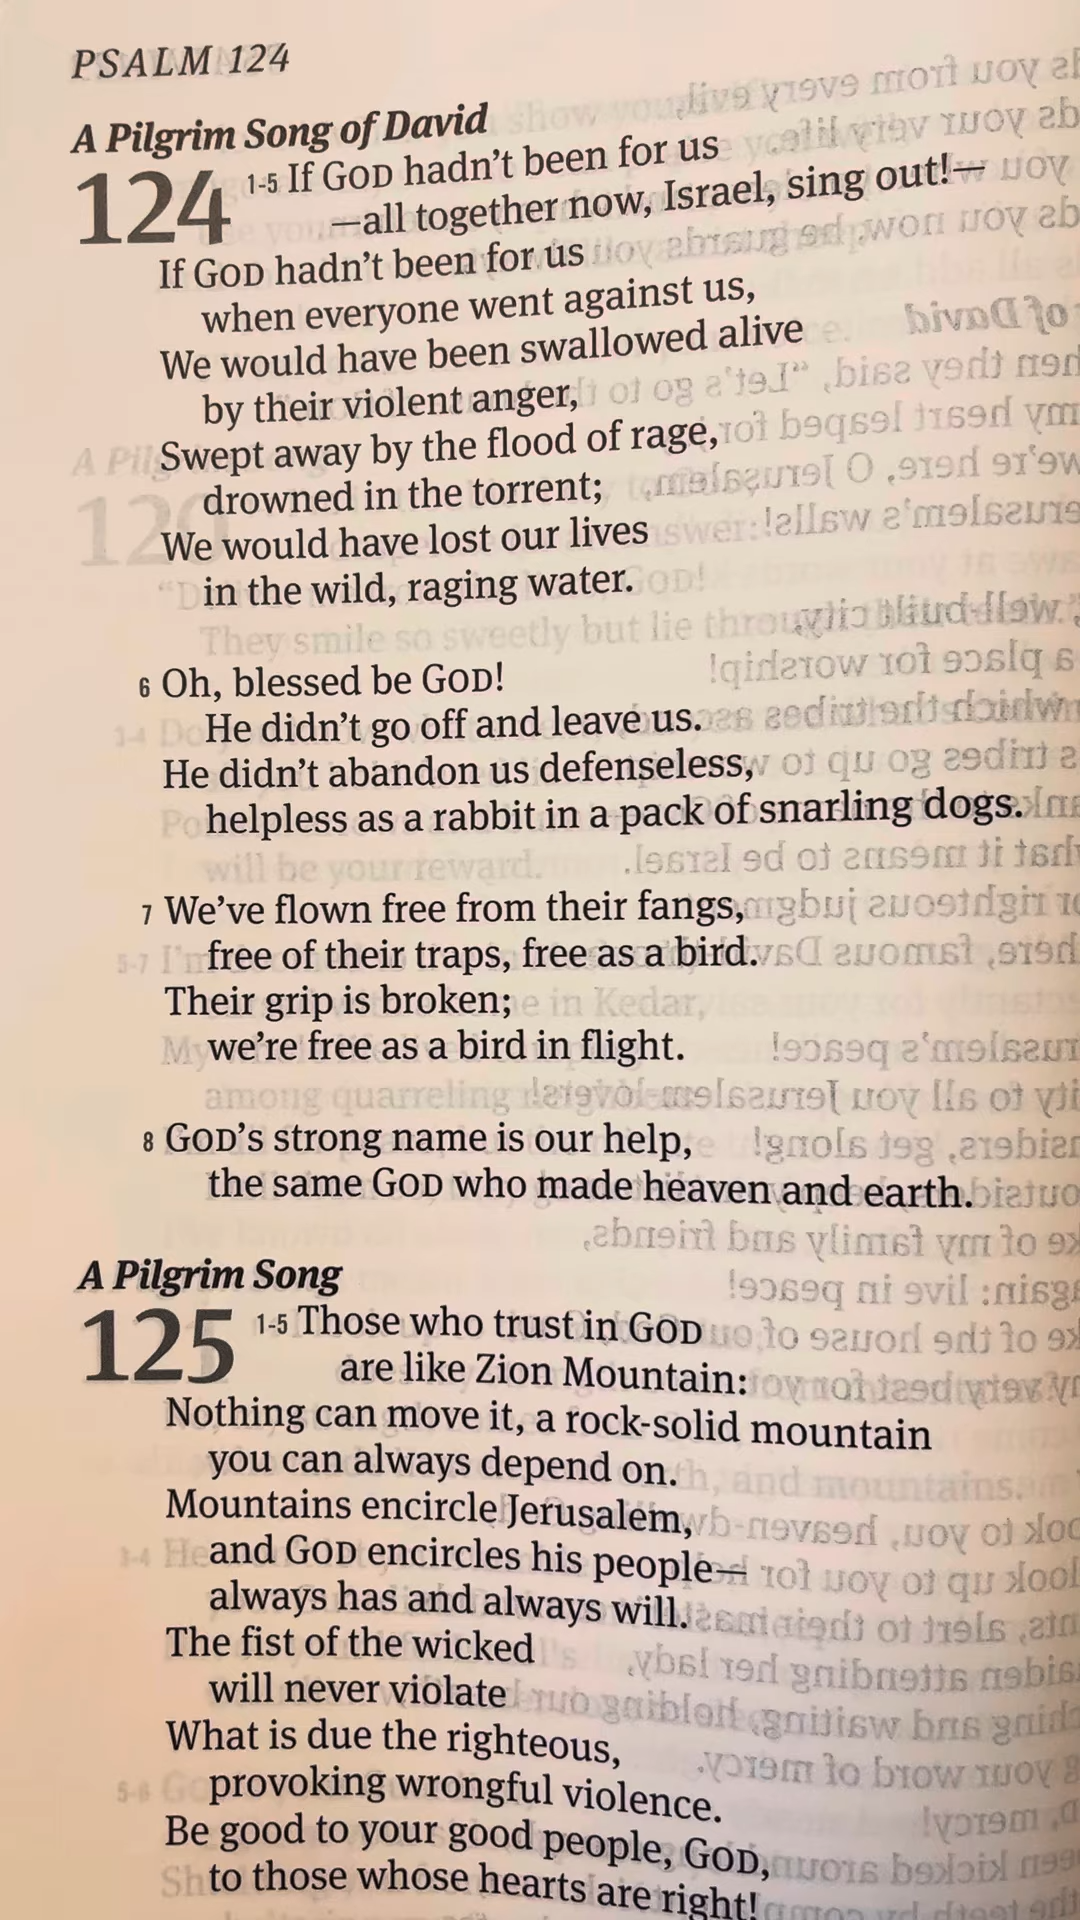 PSALM 124
A Pilgrim Song of David
124 1-5 If GOD hadn't been for us
—all together now, Israel, sing out!—
If GOD hadn't been for us
when everyone went against us,
We would have been swallowed alive
by their violent anger,
Swept away by the flood of rage,
drowned in the torrent;
We would have lost our lives
in the wild, raging water.
6 Oh, blessed be GOD!
He didn't go off and leave us.
He didn't abandon us defenseless,
helpless as a rabbit in a pack of snarling dogs.
7 We've flown free from their fangs,
free of their traps, free as a bird.
Their grip is broken;
we're free as a bird in flight.
8 GOD's strong name is our help,
the same GOD who made heaven and earth.
A Pilgrim Song
125 1-5 Those who trust in GOD
are like Zion Mountain:
Nothing can move it, a rock-solid mountain
you can always depend on.
Mountains encircle Jerusalem,
and GOD encircles his people—
always has and always will.
The fist of the wicked
will never violate
What is due the righteous,
provoking wrongful violence.
Be good to your good people, GOD,
to those whose hearts are right!